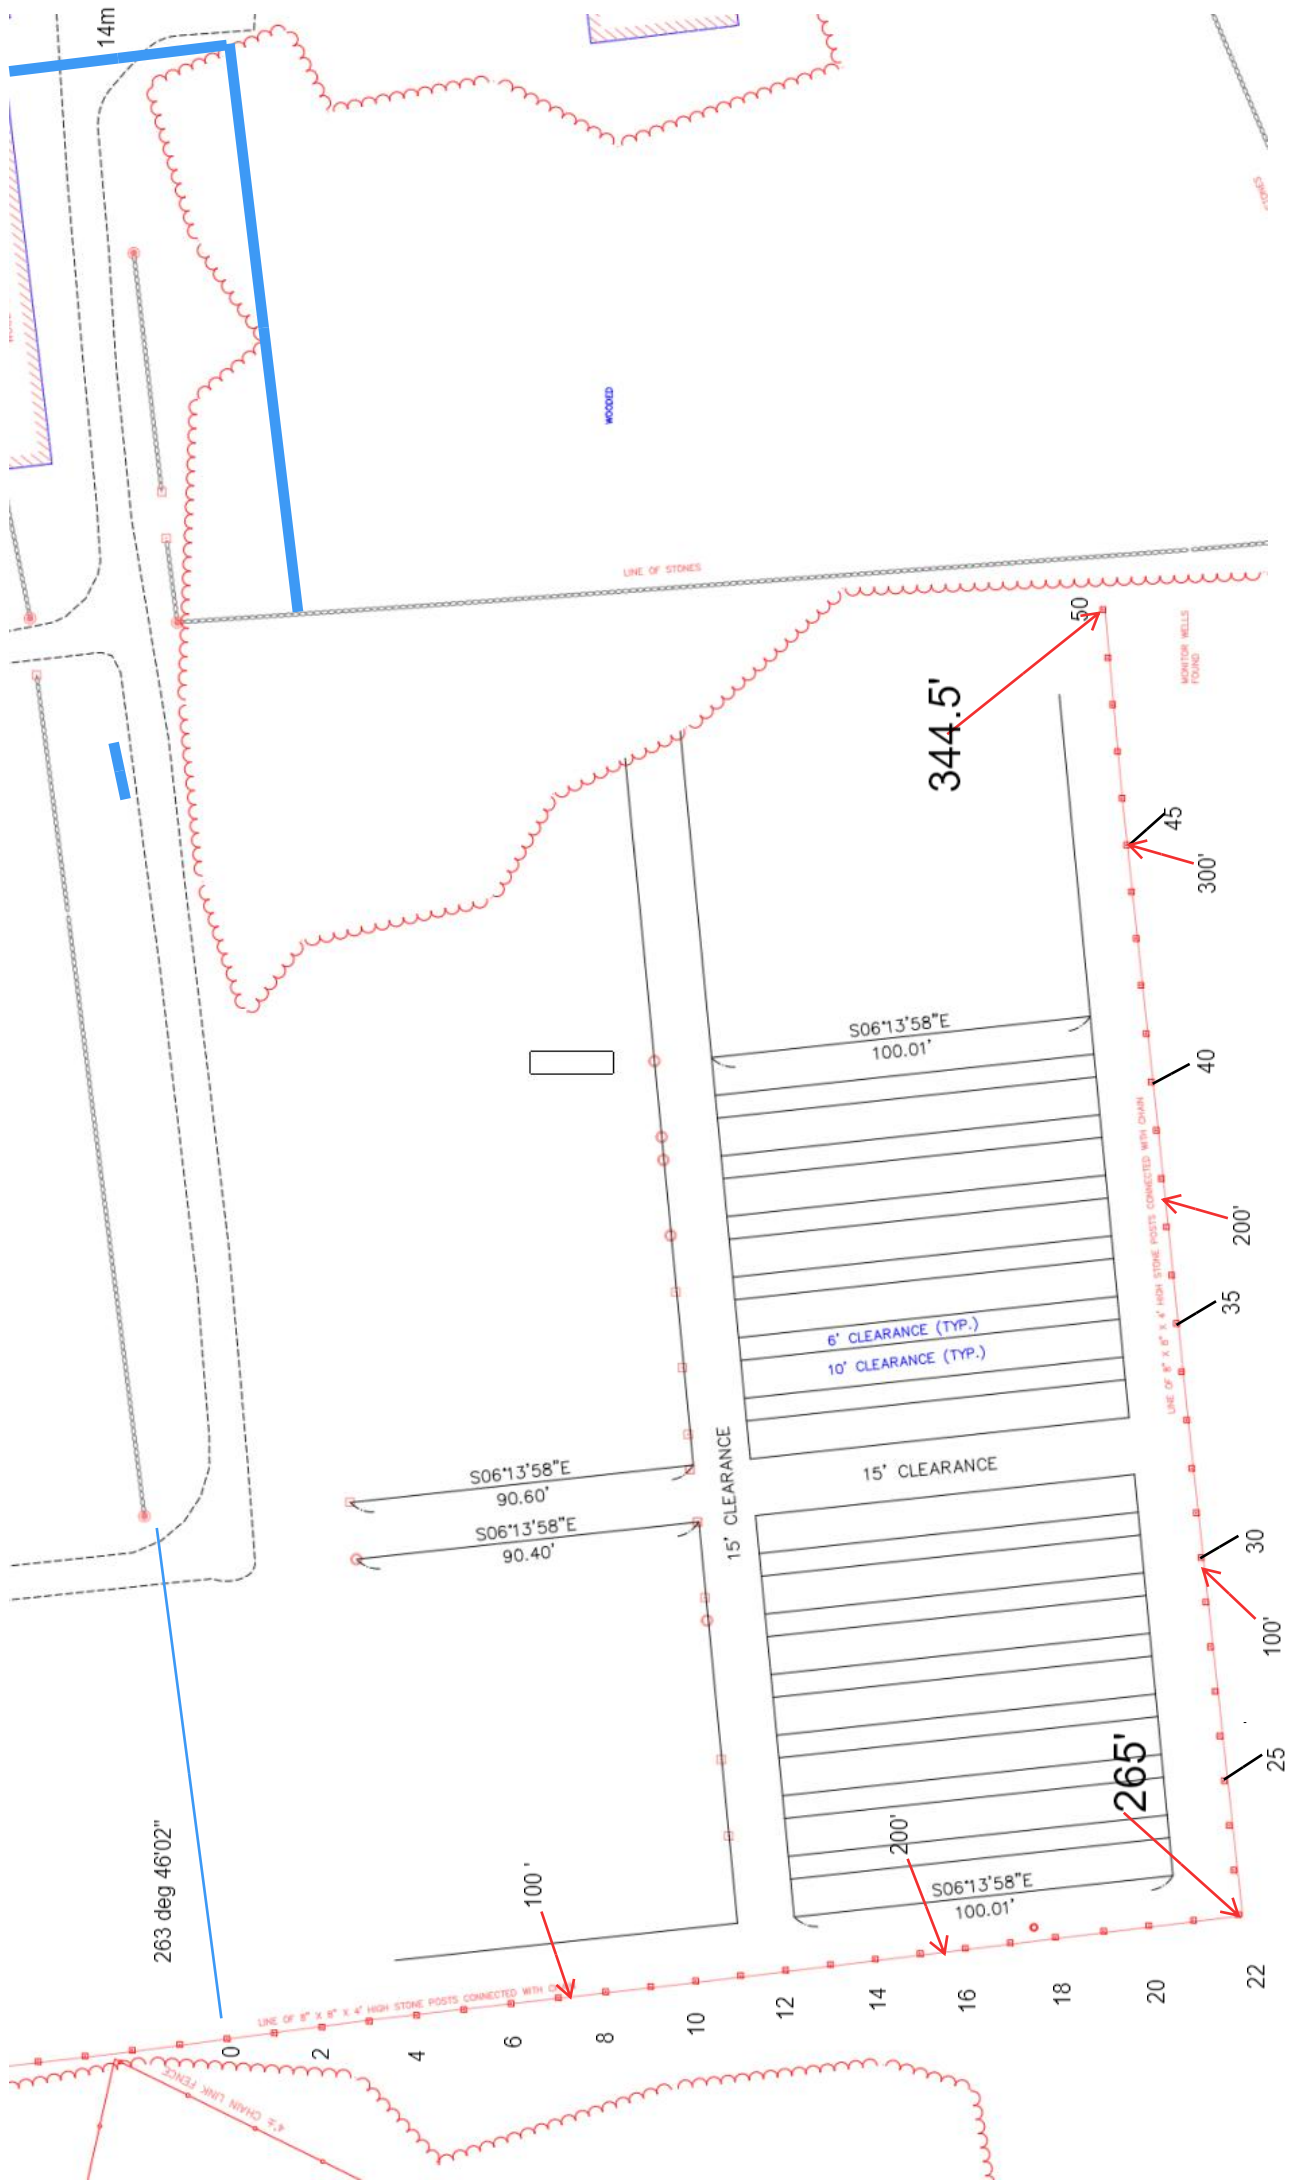 14m
STONES
WOODED
LINE OF STONES
50
MONITOR WELLS
FOUND
344.5'
45
300'
S06°13'58"E
100.01'
40
LINE OF 8" X 8" X 4' HIGH STONE POSTS CONNECTED WITH CHAIN
200'
35
6' CLEARANCE (TYP.)
10' CLEARANCE (TYP.)
15' CLEARANCE
15' CLEARANCE
S06°13'58"E
90.60'
S06°13'58"E
90.40'
30
100'
265'
25
263 deg 46'02"
200'
100 '
S06°13'58"E
100.01'
LINE OF 8" X 8" X 4' HIGH STONE POSTS CONNECTED WITH
0
2
4
6
8
10
12
14
16
18
20
22
4'± CHAIN LINK FENCE